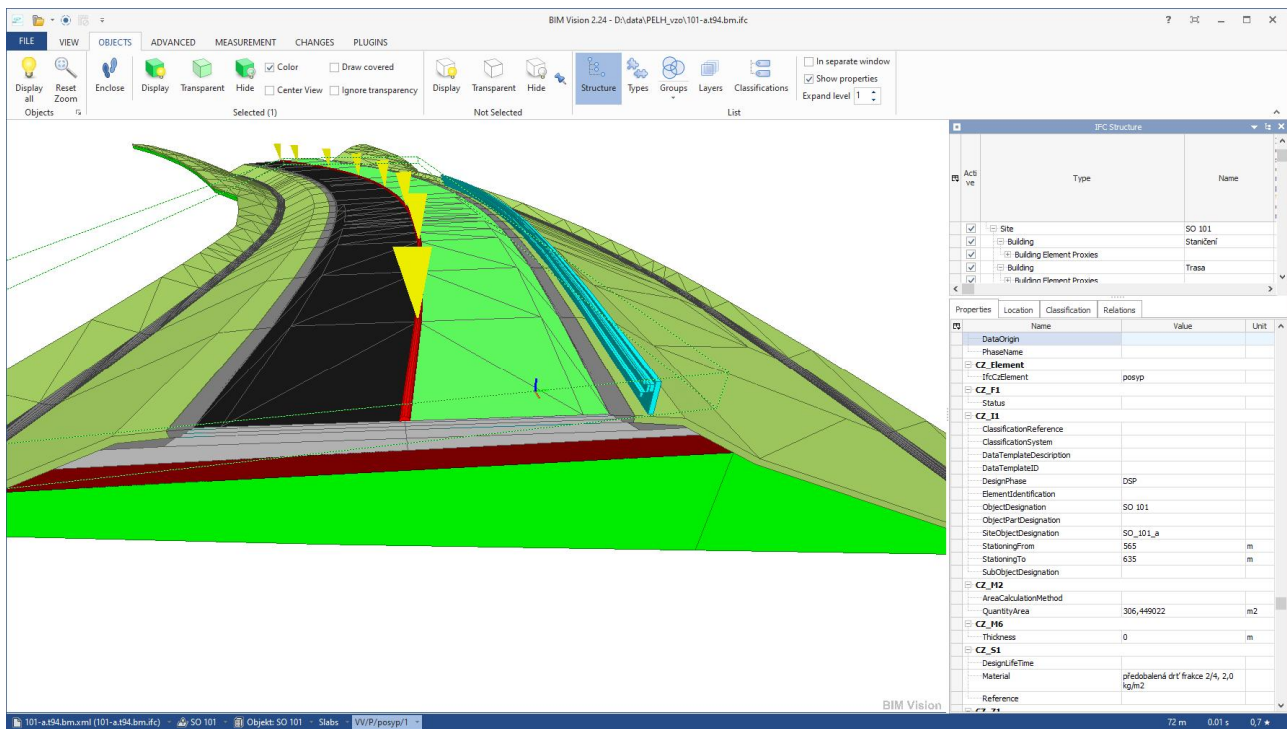 BIM Vision 2.24 - D:\data\PELH_vzo\101-a.t94.bm.ifc
FILE VIEW OBJECTS ADVANCED MEASUREMENT CHANGES PLUGINS
Display all
Reset Zoom
Enclose
Display
Transparent
Hide
Color
Draw covered
Center View
Ignore transparency
Display
Transparent
Hide
Structure
Types
Groups
Layers
Classifications
In separate window
Show properties
Expand level 1
Objects
Selected (1)
Not Selected
List
IFC Structure
Active Type Name
Site SO 101
Building Staničení
Building Element Proxies
Building Trasa
Building Element Proxies
Properties Location Classification Relations
Name Value Unit
DataOrigin
PhaseName
CZ_Element
IfcCzElement posyp
CZ_F1
Status
CZ_I1
ClassificationReference
ClassificationSystem
DataTemplateDesciription
DataTemplateID
DesignPhase DSP
ElementIdentification
ObjectDesignation SO 101
ObjectPartDesignation
SiteObjectDesignation SO_101_a
StationingFrom 565 m
StationingTo 635 m
SubObjectDesignation
CZ_M2
AreaCalculationMethod
QuantityArea 306,449022 m2
CZ_M6
Thickness 0 m
CZ_S1
DesignLifeTime
Material předobalená drť frakce 2/4, 2,0 kg/m2
Reference
CZ_Z1
BIM Vision
101-a.t94.bm.xml (101-a.t94.bm.ifc) SO 101 Objekt: SO 101 Slabs VV/P/posyp/1 72 m 0.01 s 0,7 ★